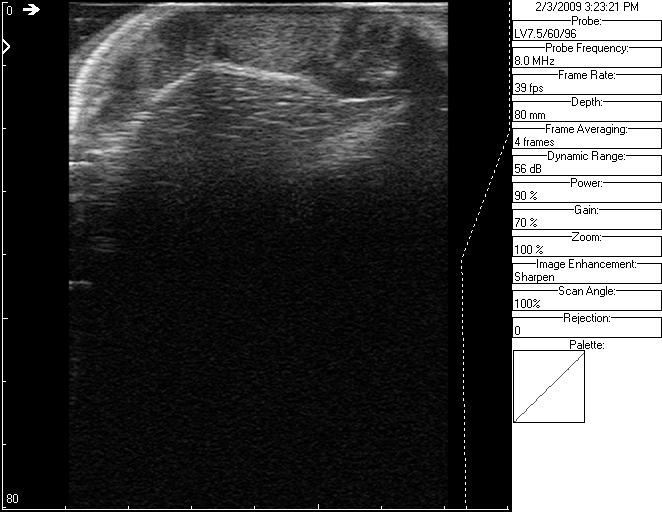 0
80
2/3/2009 3:23:21 PM
Probe:
LV7.5/60/96
Probe Frequency:
8.0 MHz
Frame Rate:
39 fps
Depth:
80 mm
Frame Averaging:
4 frames
Dynamic Range:
56 dB
Power:
90 %
Gain:
70 %
Zoom:
100 %
Image Enhancement:
Sharpen
Scan Angle:
100%
Rejection:
0
Palette: